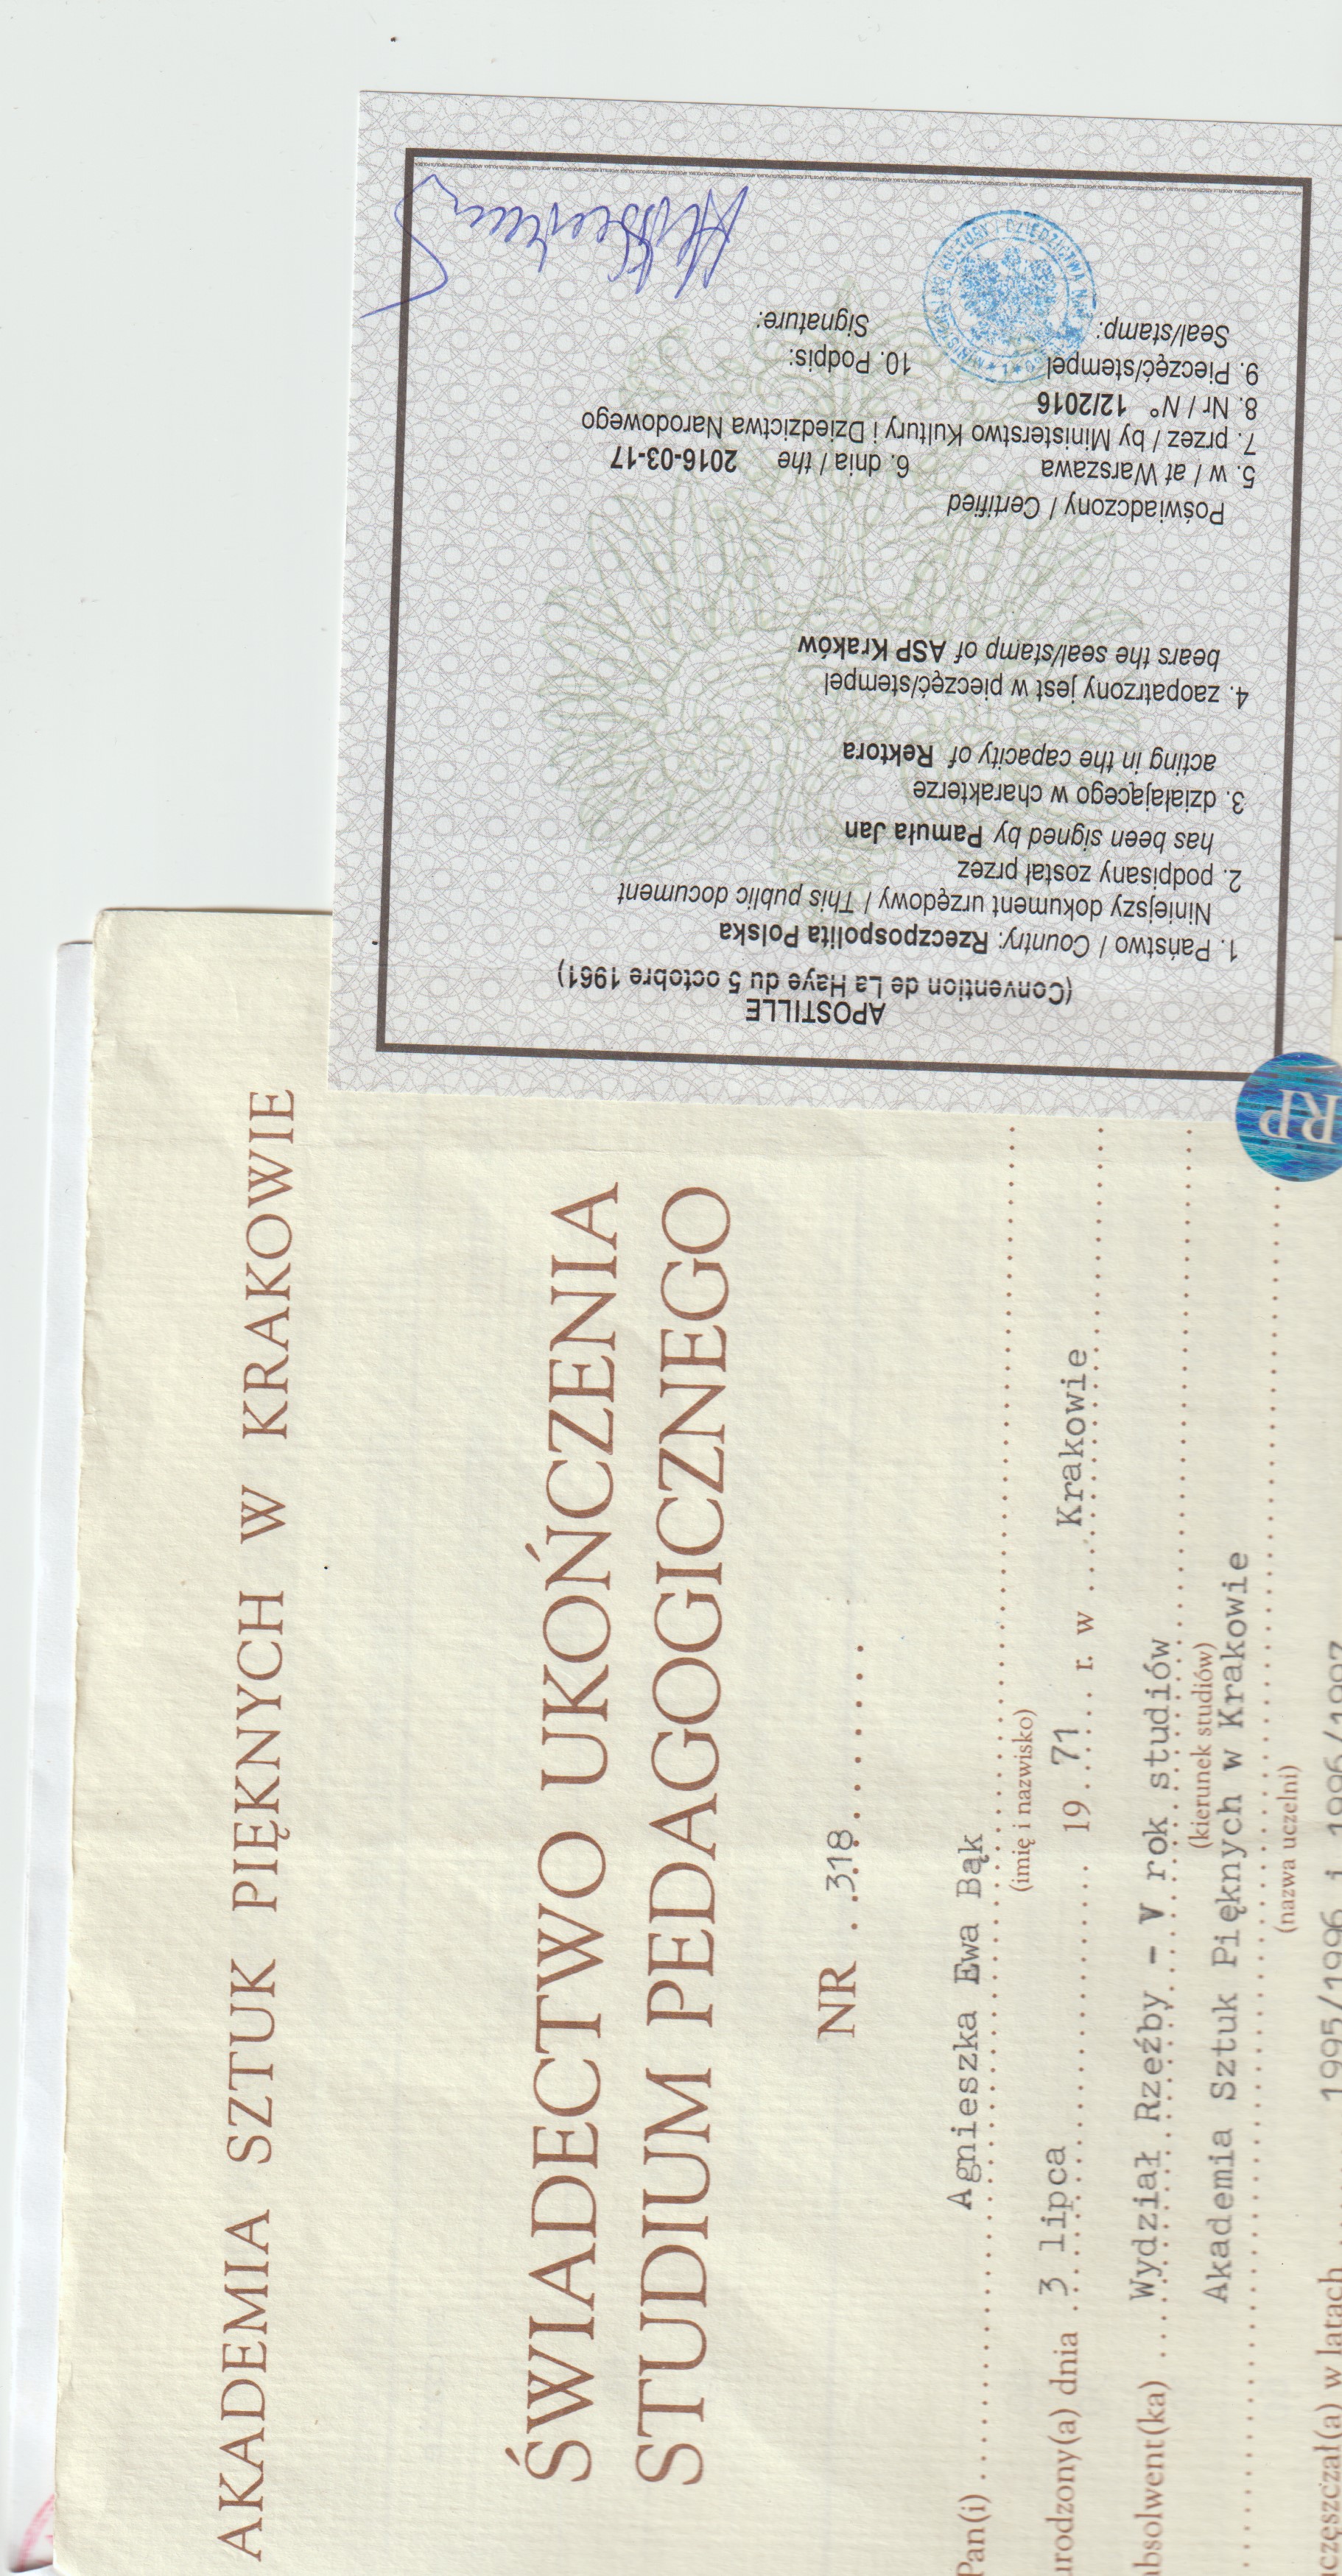 APOSTILLE
(Convention de La Haye du 5 octobre 1961)
1. Państwo / Country: Rzeczpospolita Polska
Niniejszy dokument urzędowy / This public document
2. podpisany został przez
has been signed by Pamuła Jan
3. działającego w charakterze
acting in the capacity of Rektora
4. zaopatrzony jest w pieczęć/stempel
bears the seal/stamp of ASP Kraków
Poświadczony / Certified
5. w / at Warszawa 6. dnia / the 2016-03-17
7. przez / by Ministerstwo Kultury i Dziedzictwa Narodowego
8. Nr / N° 12/2016
9. Pieczęć/stempel 10. Podpis:
Seal/stamp: Signature:
RP
AKADEMIA SZTUK PIĘKNYCH W KRAKOWIE
ŚWIADECTWO UKOŃCZENIA
STUDIUM PEDAGOGICZNEGO
NR 318
Pan(i) Agnieszka Ewa Bąk
(imię i nazwisko)
urodzony(a) dnia 3 lipca 19 71 r. w Krakowie
absolwent(ka) Wydział Rzeźby - V rok studiów
(kierunek studiów)
Akademia Sztuk Pięknych w Krakowie
(nazwa uczelni)
częszczał(a) w latach 1995/1996 i 1996/1997